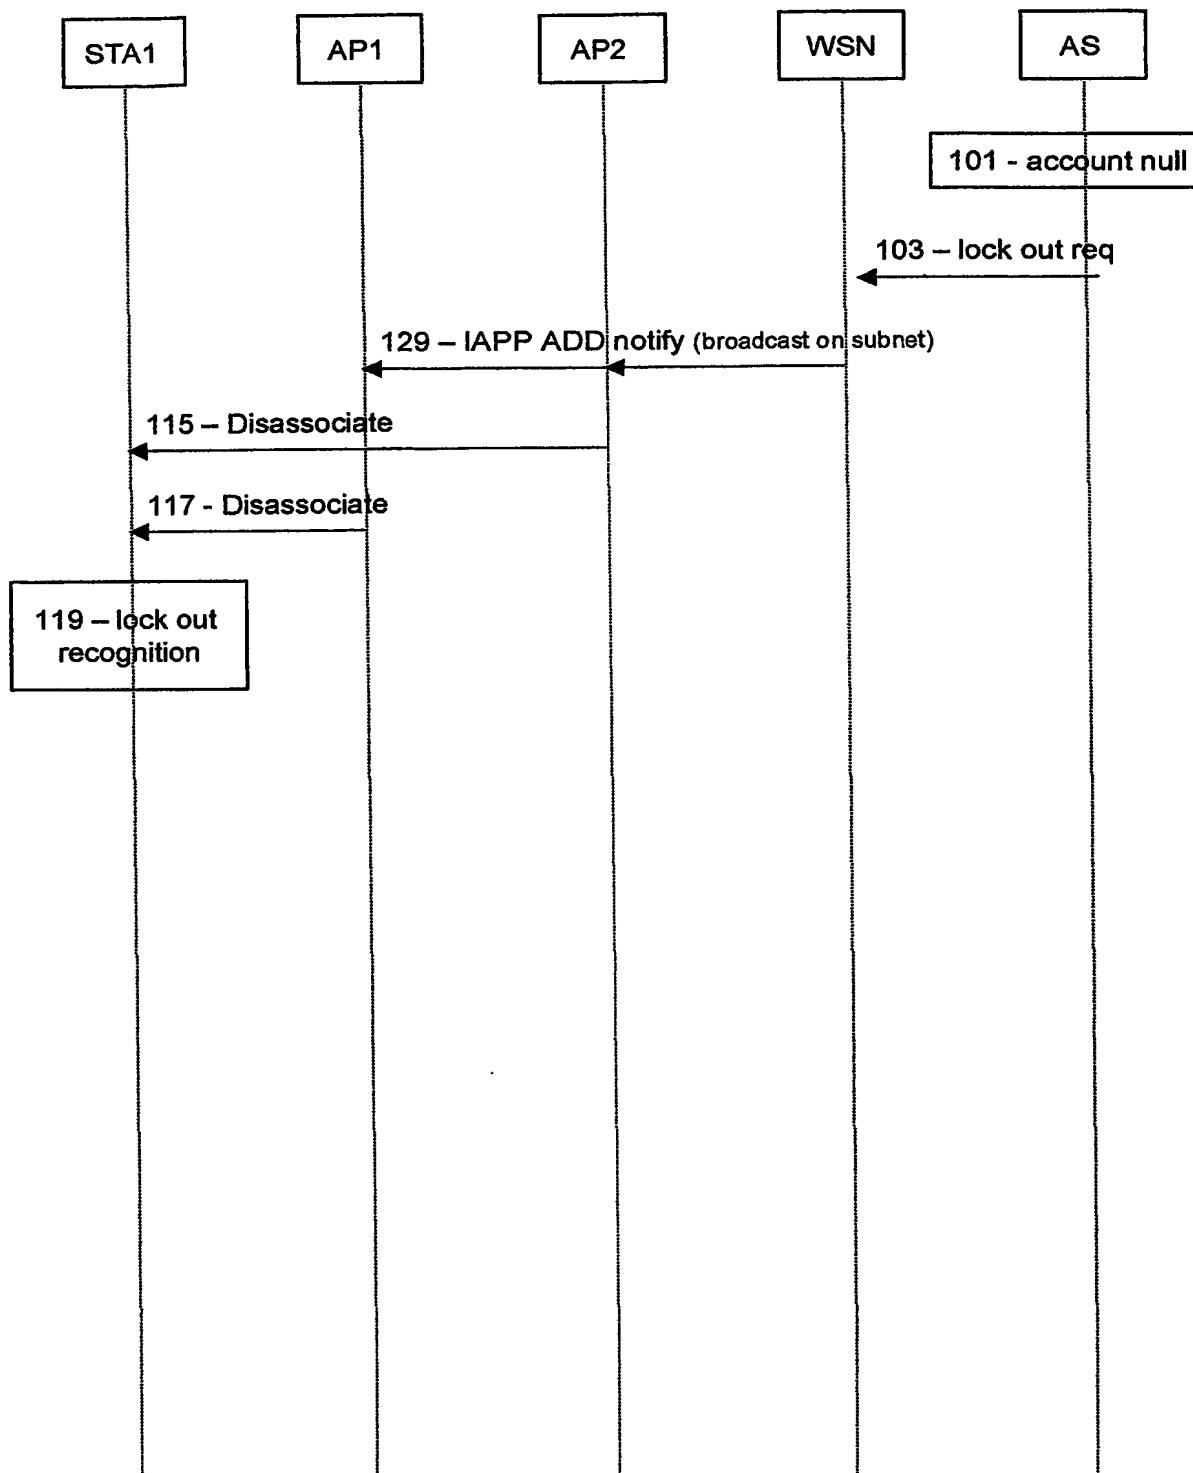 STA1
AP1
AP2
WSN
AS
101 - account null
103 – lock out req
129 – IAPP ADD notify (broadcast on subnet)
115 – Disassociate
117 - Disassociate
119 – lock out
recognition